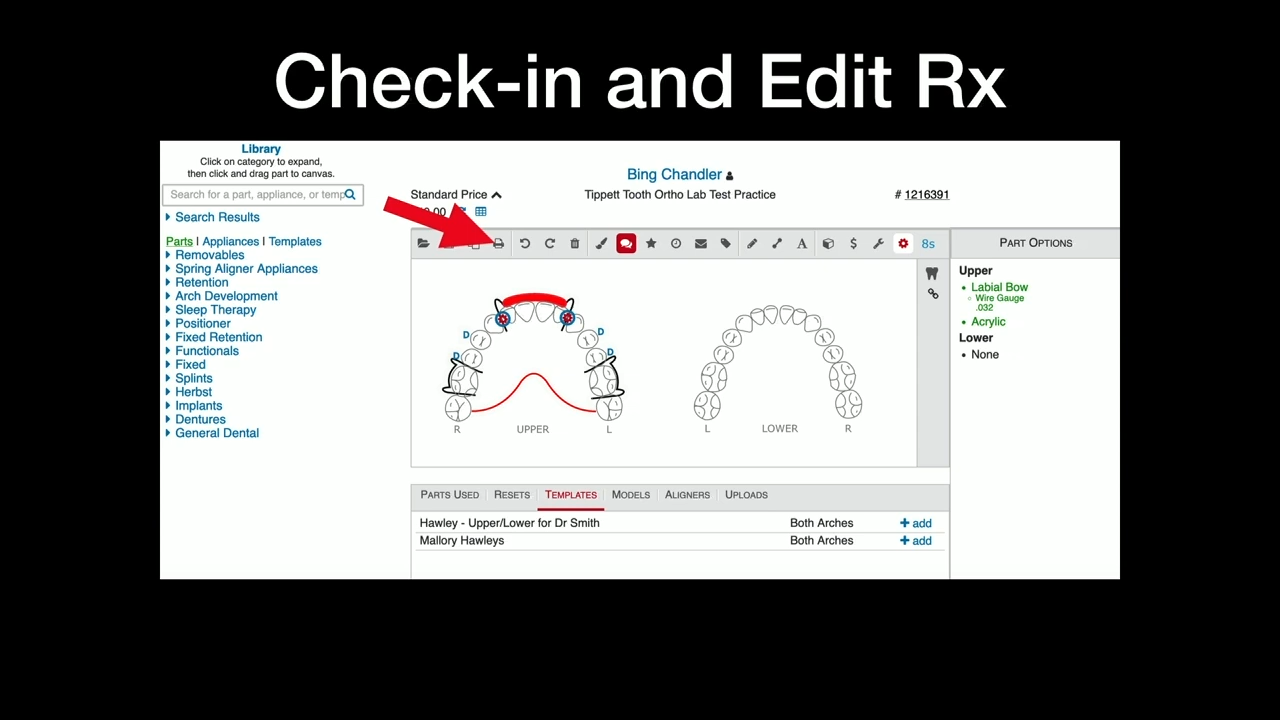 Check-in and Edit Rx
Library
Click on category to expand,
then click and drag part to canvas.
Search for a part, appliance, or temp
Search Results
Parts | Appliances | Templates
Removables
Spring Aligner Appliances
Retention
Arch Development
Sleep Therapy
Positioner
Fixed Retention
Functionals
Fixed
Splints
Herbst
Implants
Dentures
General Dental
Bing Chandler
Standard Price
Tippett Tooth Ortho Lab Test Practice
# 1216391
A
$
8s
D
D
D
D
R
UPPER
L
L
LOWER
R
PART OPTIONS
Upper
Labial Bow
Wire Gauge
.032
Acrylic
Lower
None
PARTS USED
RESETS
TEMPLATES
MODELS
ALIGNERS
UPLOADS
Hawley - Upper/Lower for Dr Smith
Both Arches
add
Mallory Hawleys
Both Arches
add